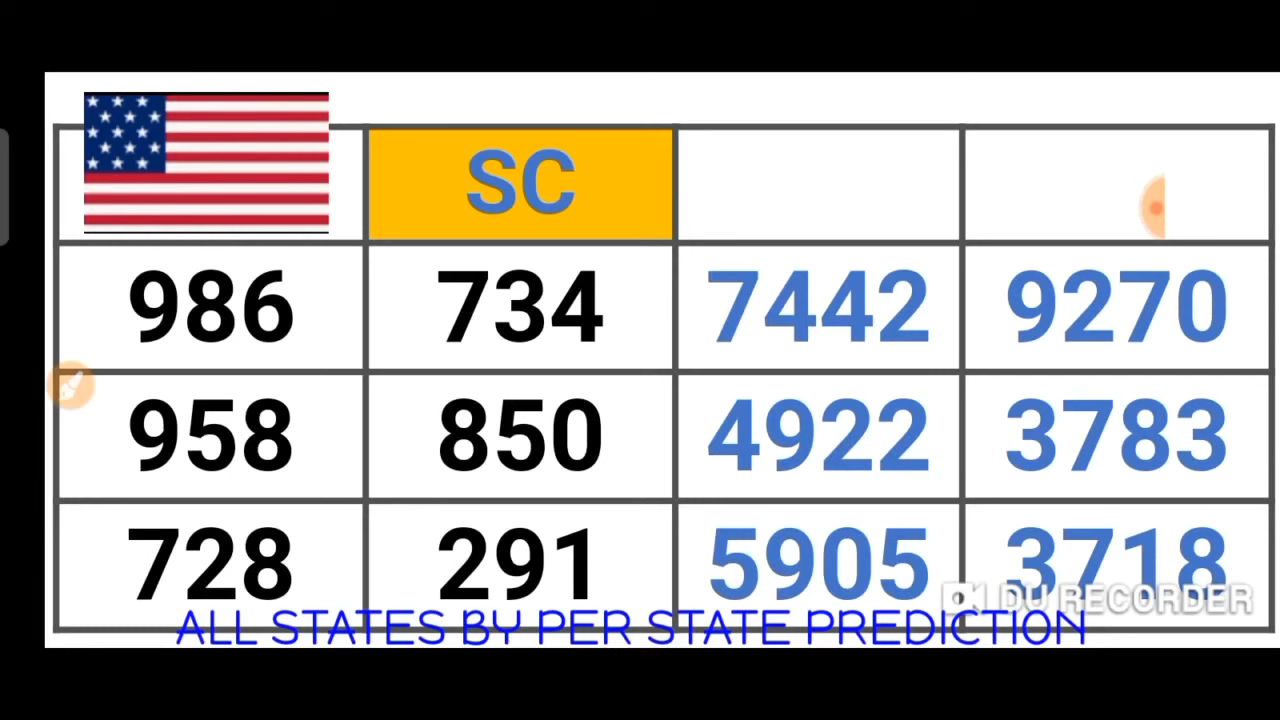 SC
986 734 7442 9270
958 850 4922 3783
728 291 5905 3718
DU RECORDER
ALL STATES BY PER STATE PREDICTION